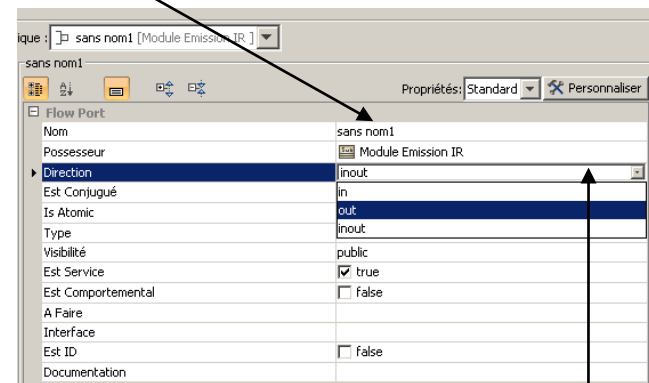 ique : sans nom1 [Module Emission IR ]
sans nom1
Propriétés: Standard Personnaliser
Flow Port
Nom sans nom1
Possesseur Module Emission IR
Direction inout
Est Conjugué in
Is Atomic out
Type inout
Visibilité public
Est Service true
Est Comportemental false
A Faire
Interface
Est ID false
Documentation